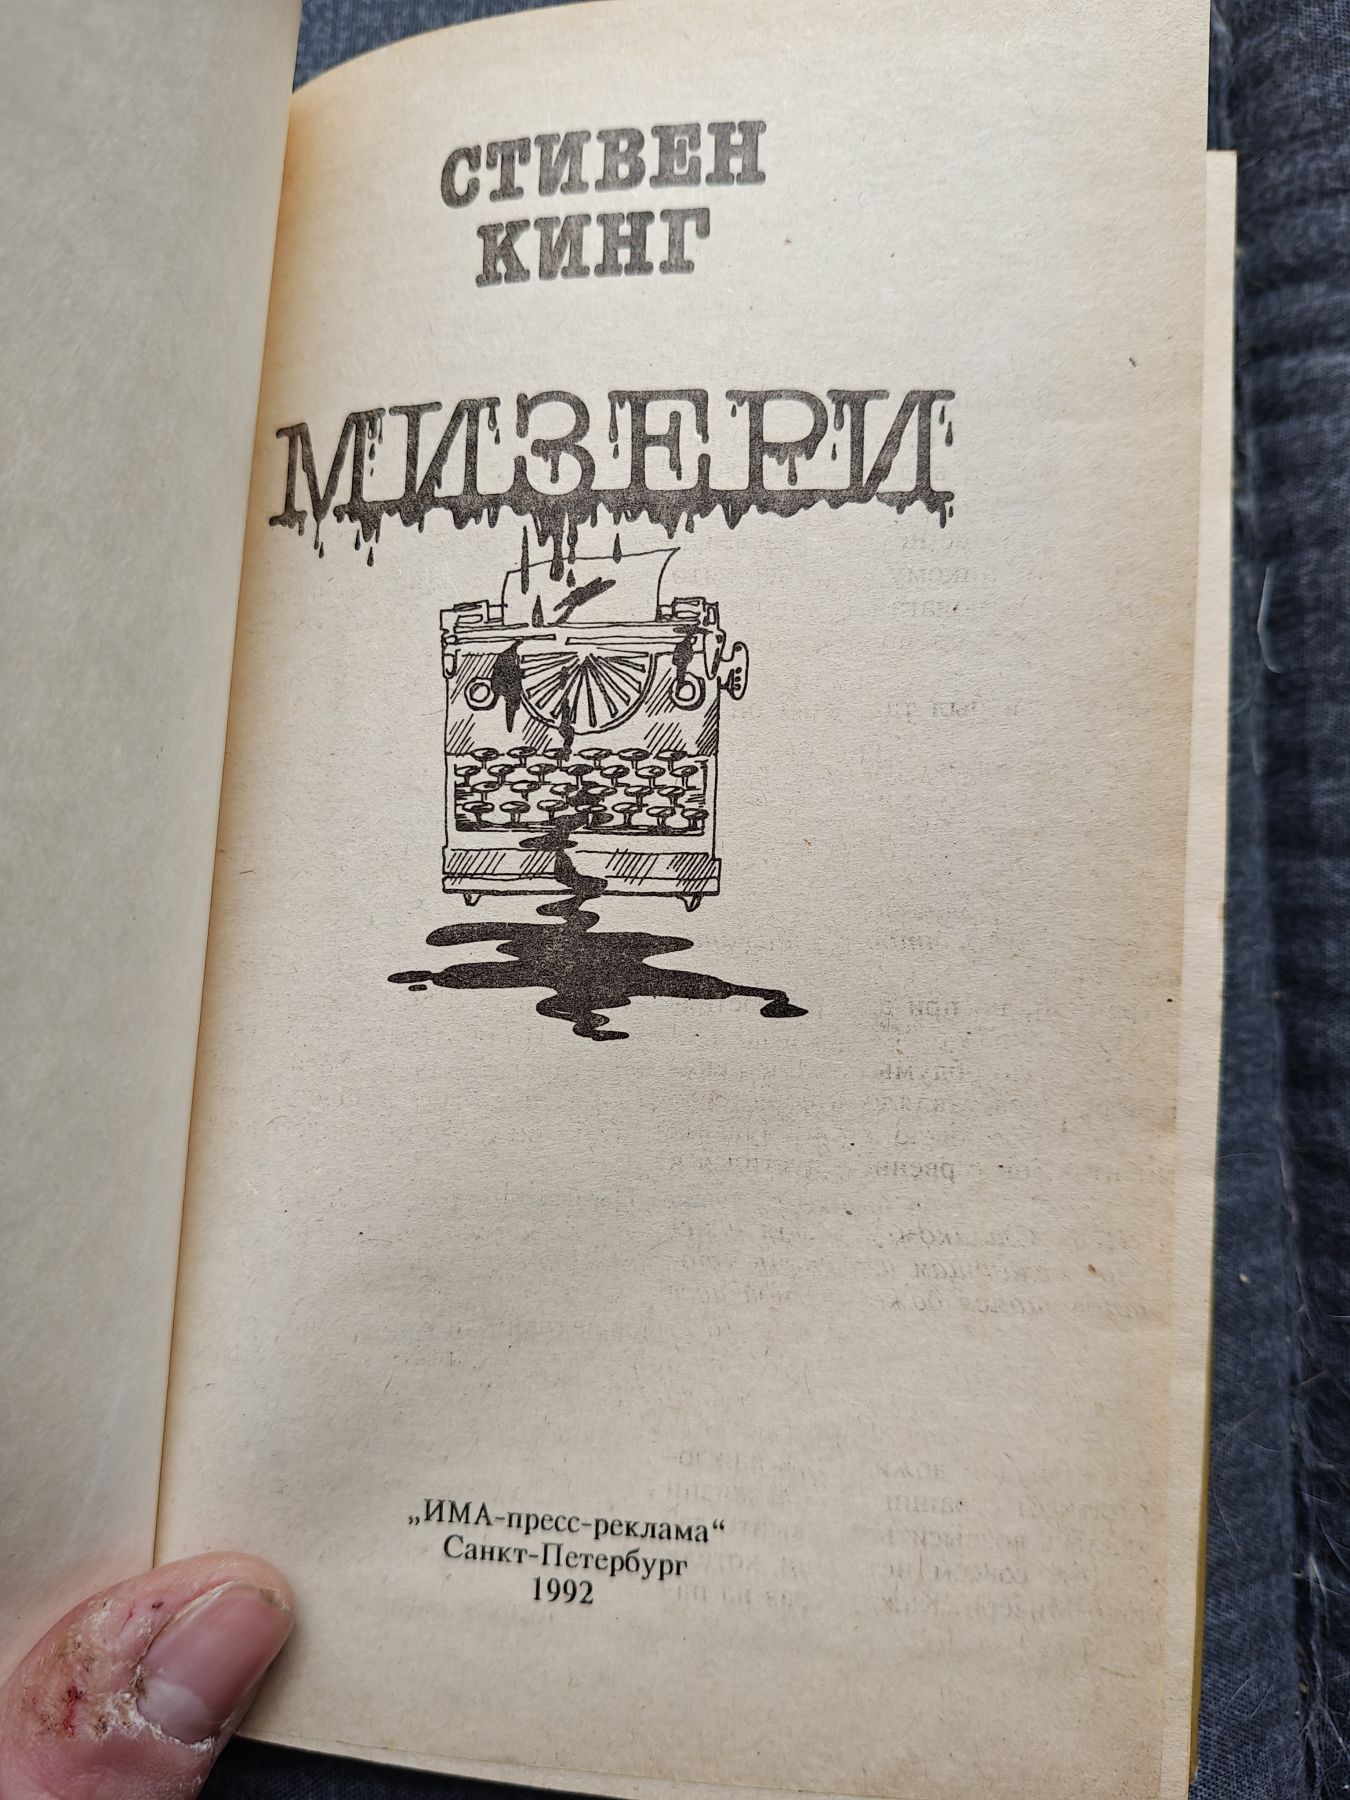 СТИВЕН
КИНГ
МИЗЕРИ
„ИМА-пресс-реклама“
Санкт-Петербург
1992